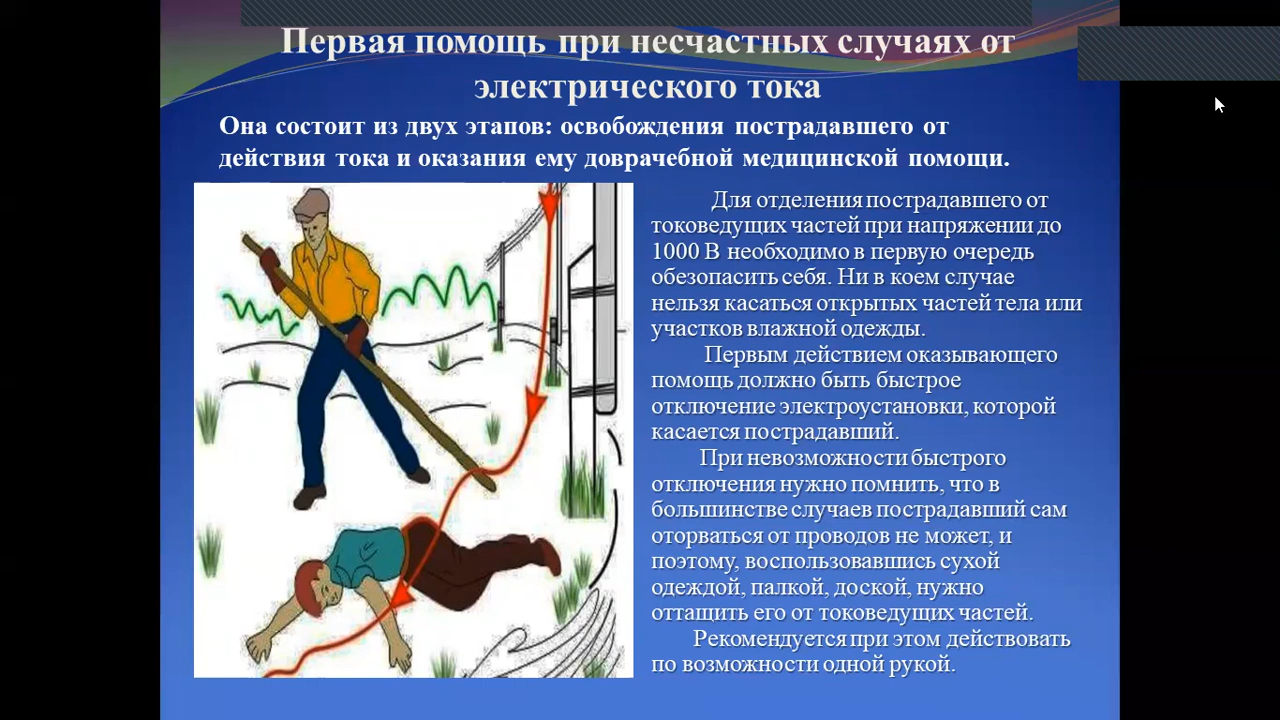 Первая помощь при несчастных случаях от
электрического тока
Она состоит из двух этапов: освобождения пострадавшего от
действия тока и оказания ему доврачебной медицинской помощи.
Для отделения пострадавшего от
токоведущих частей при напряжении до
1000 В необходимо в первую очередь
обезопасить себя. Ни в коем случае
нельзя касаться открытых частей тела или
участков влажной одежды.
Первым действием оказывающего
помощь должно быть быстрое
отключение электроустановки, которой
касается пострадавший.
При невозможности быстрого
отключения нужно помнить, что в
большинстве случаев пострадавший сам
оторваться от проводов не может, и
поэтому, воспользовавшись сухой
одеждой, палкой, доской, нужно
оттащить его от токоведущих частей.
Рекомендуется при этом действовать
по возможности одной рукой.